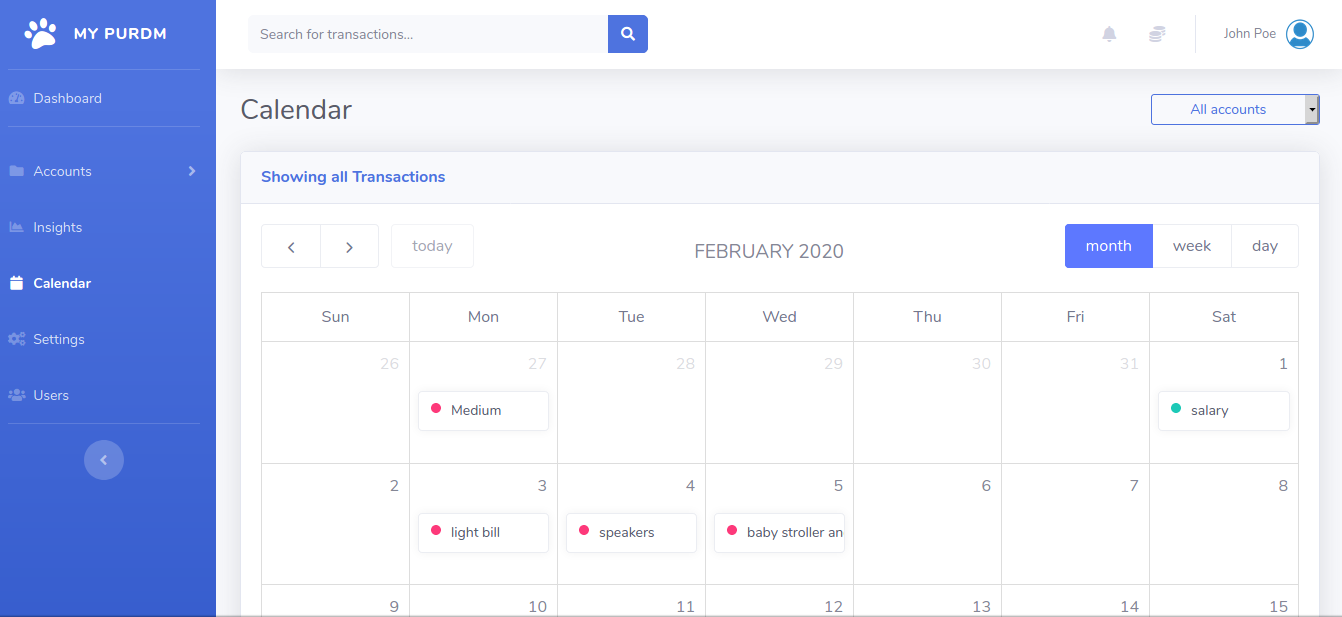 MY PURDM
Search for transactions...
John Poe
Dashboard
Accounts
Insights
Calendar
Settings
Users
Calendar
All accounts
Showing all Transactions
today
FEBRUARY 2020
month week day
Sun Mon Tue Wed Thu Fri Sat
26 27 28 29 30 31 1
Medium salary
2 3 4 5 6 7 8
light bill speakers baby stroller an
9 10 11 12 13 14 15